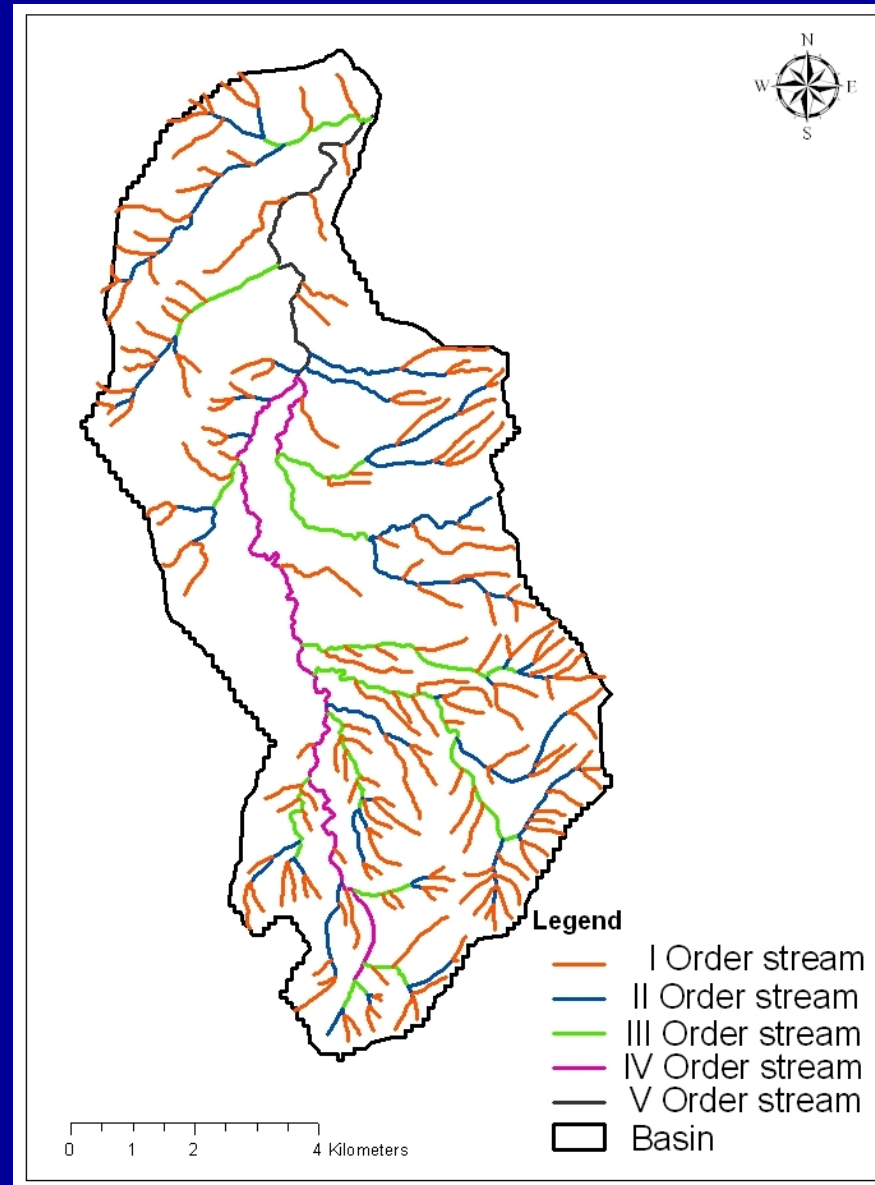 N
W E
S
Legend
I Order stream
II Order stream
III Order stream
IV Order stream
V Order stream
Basin
0 1 2 4 Kilometers